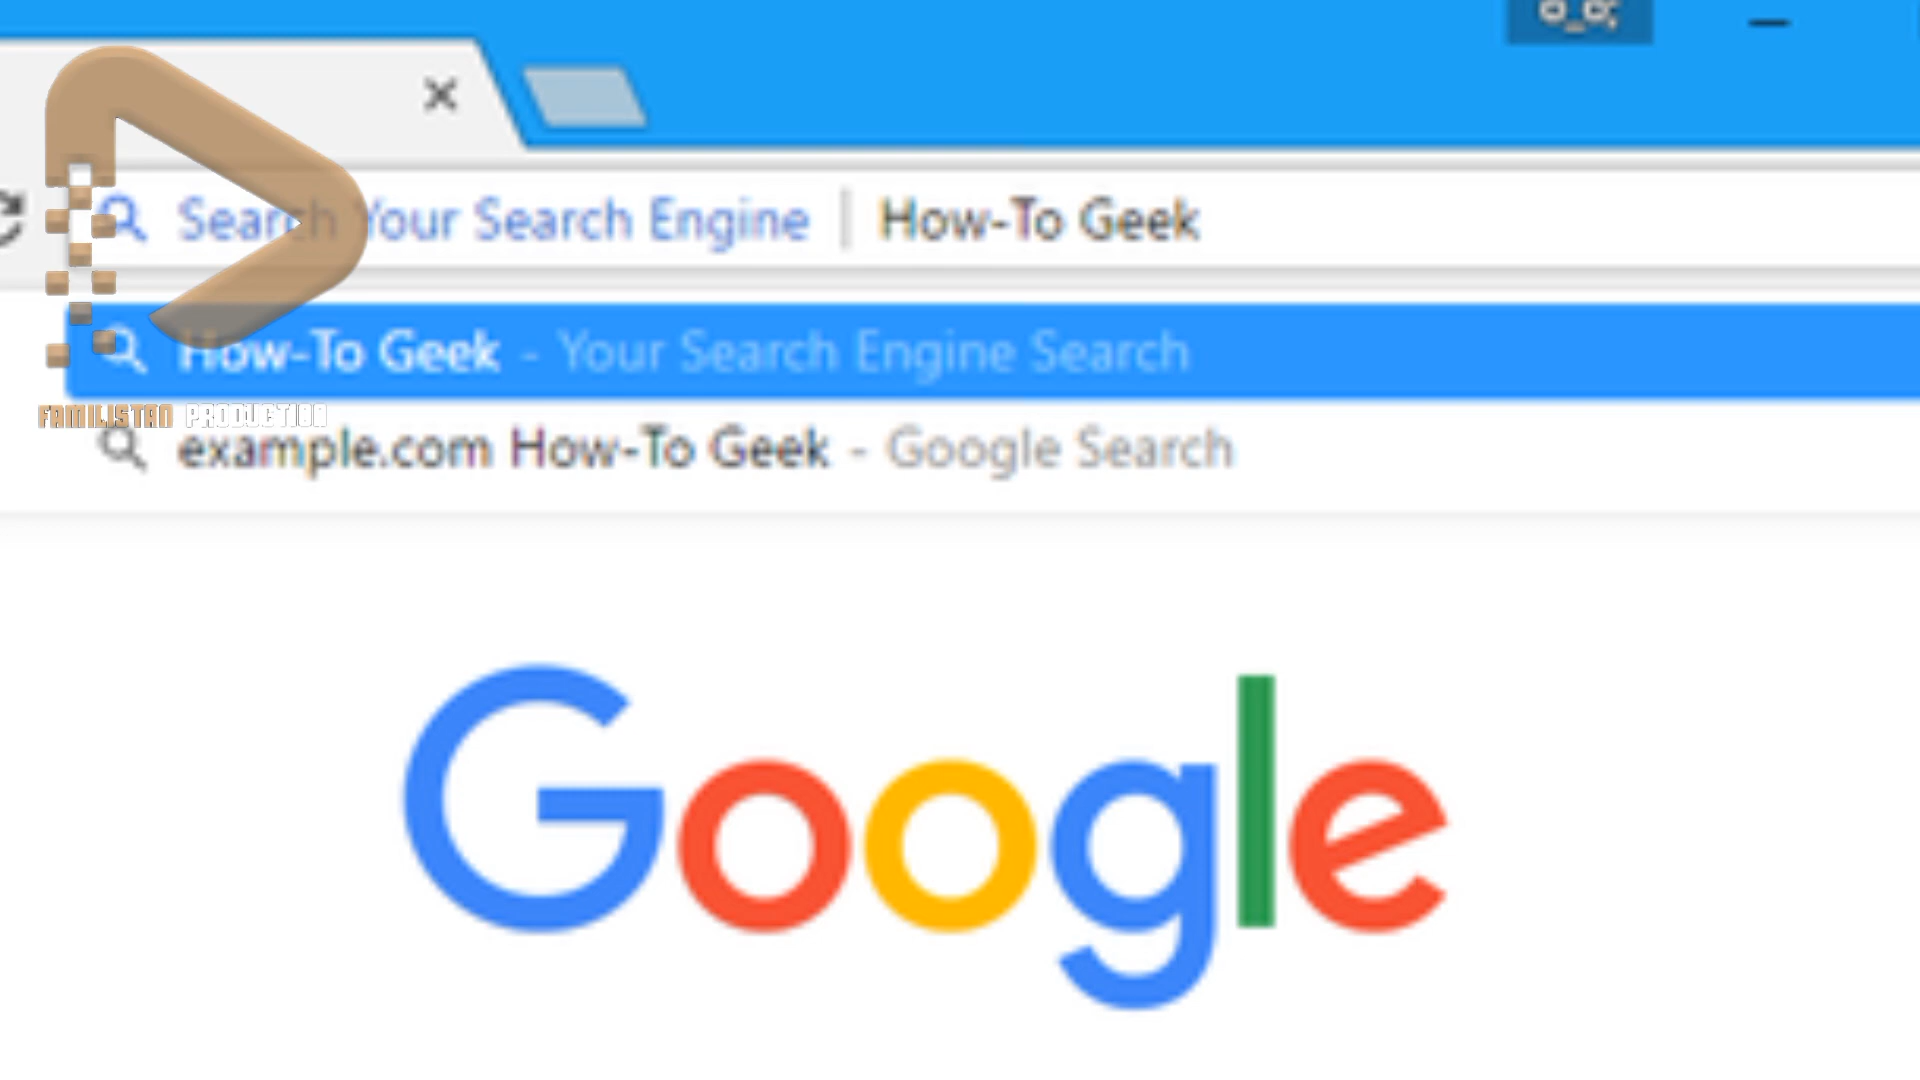 o_o;
Search Your Search Engine | How-To Geek
How-To Geek - Your Search Engine Search
FAMILISTAN PRODUCTION
example.com How-To Geek - Google Search
Google